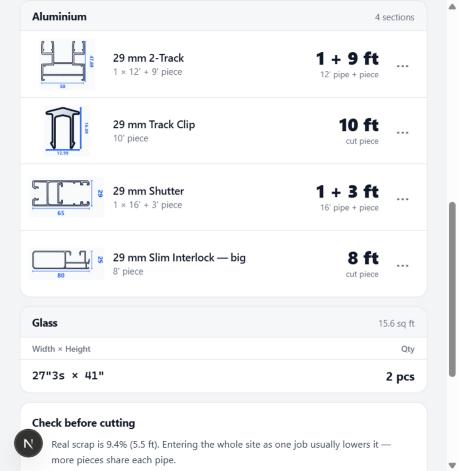 Aluminium
4 sections
29 mm 2-Track
1 × 12' + 9' piece
1 + 9 ft
12' pipe + piece
...
29 mm Track Clip
10' piece
10 ft
cut piece
...
29 mm Shutter
1 × 16' + 3' piece
1 + 3 ft
16' pipe + piece
...
29
65
29 mm Slim Interlock — big
8' piece
8 ft
cut piece
...
25
80
Glass
15.6 sq ft
Width × Height
Qty
27"3s × 41"
2 pcs
Check before cutting
N
Real scrap is 9.4% (5.5 ft). Entering the whole site as one job usually lowers it —
more pieces share each pipe.